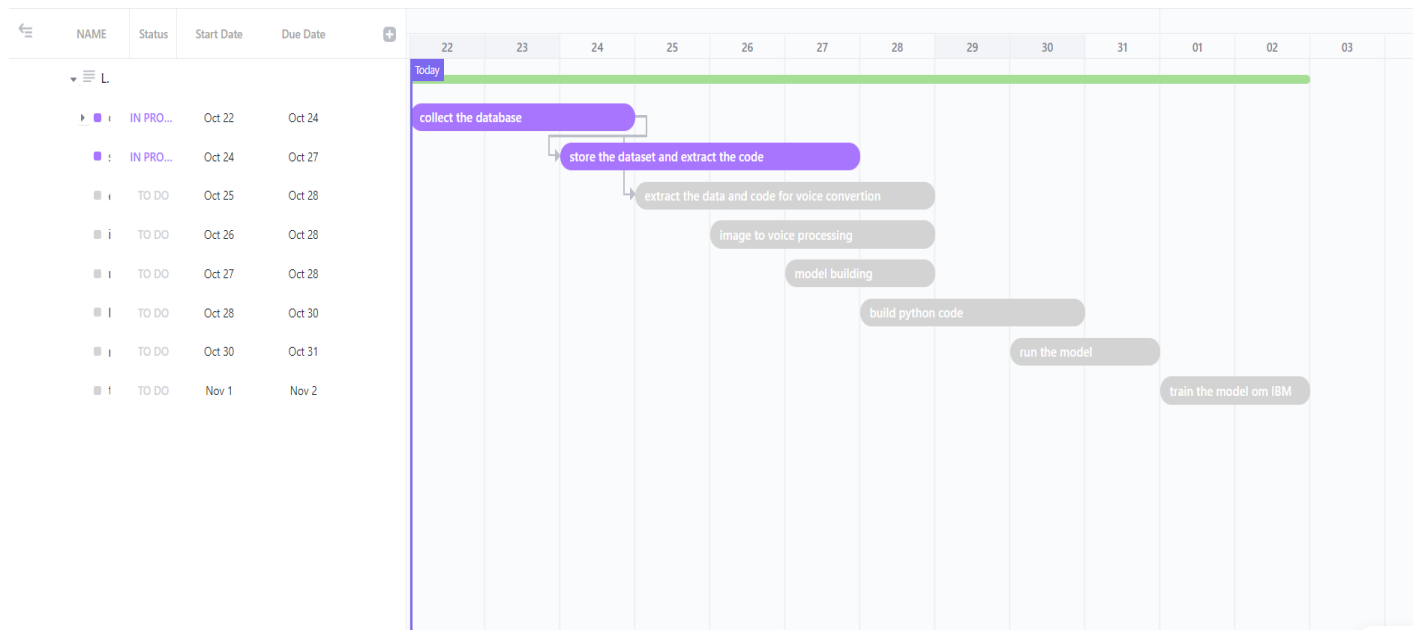 NAME Status Start Date Due Date
22 23 24 25 26 27 28 29 30 31 01 02 03
Today
L.
IN PRO... Oct 22 Oct 24 collect the database
IN PRO... Oct 24 Oct 27 store the dataset and extract the code
TO DO Oct 25 Oct 28 extract the data and code for voice convertion
i TO DO Oct 26 Oct 28 image to voice processing
TO DO Oct 27 Oct 28 model building
TO DO Oct 28 Oct 30 build python code
TO DO Oct 30 Oct 31 run the model
TO DO Nov 1 Nov 2 train the model om IBM